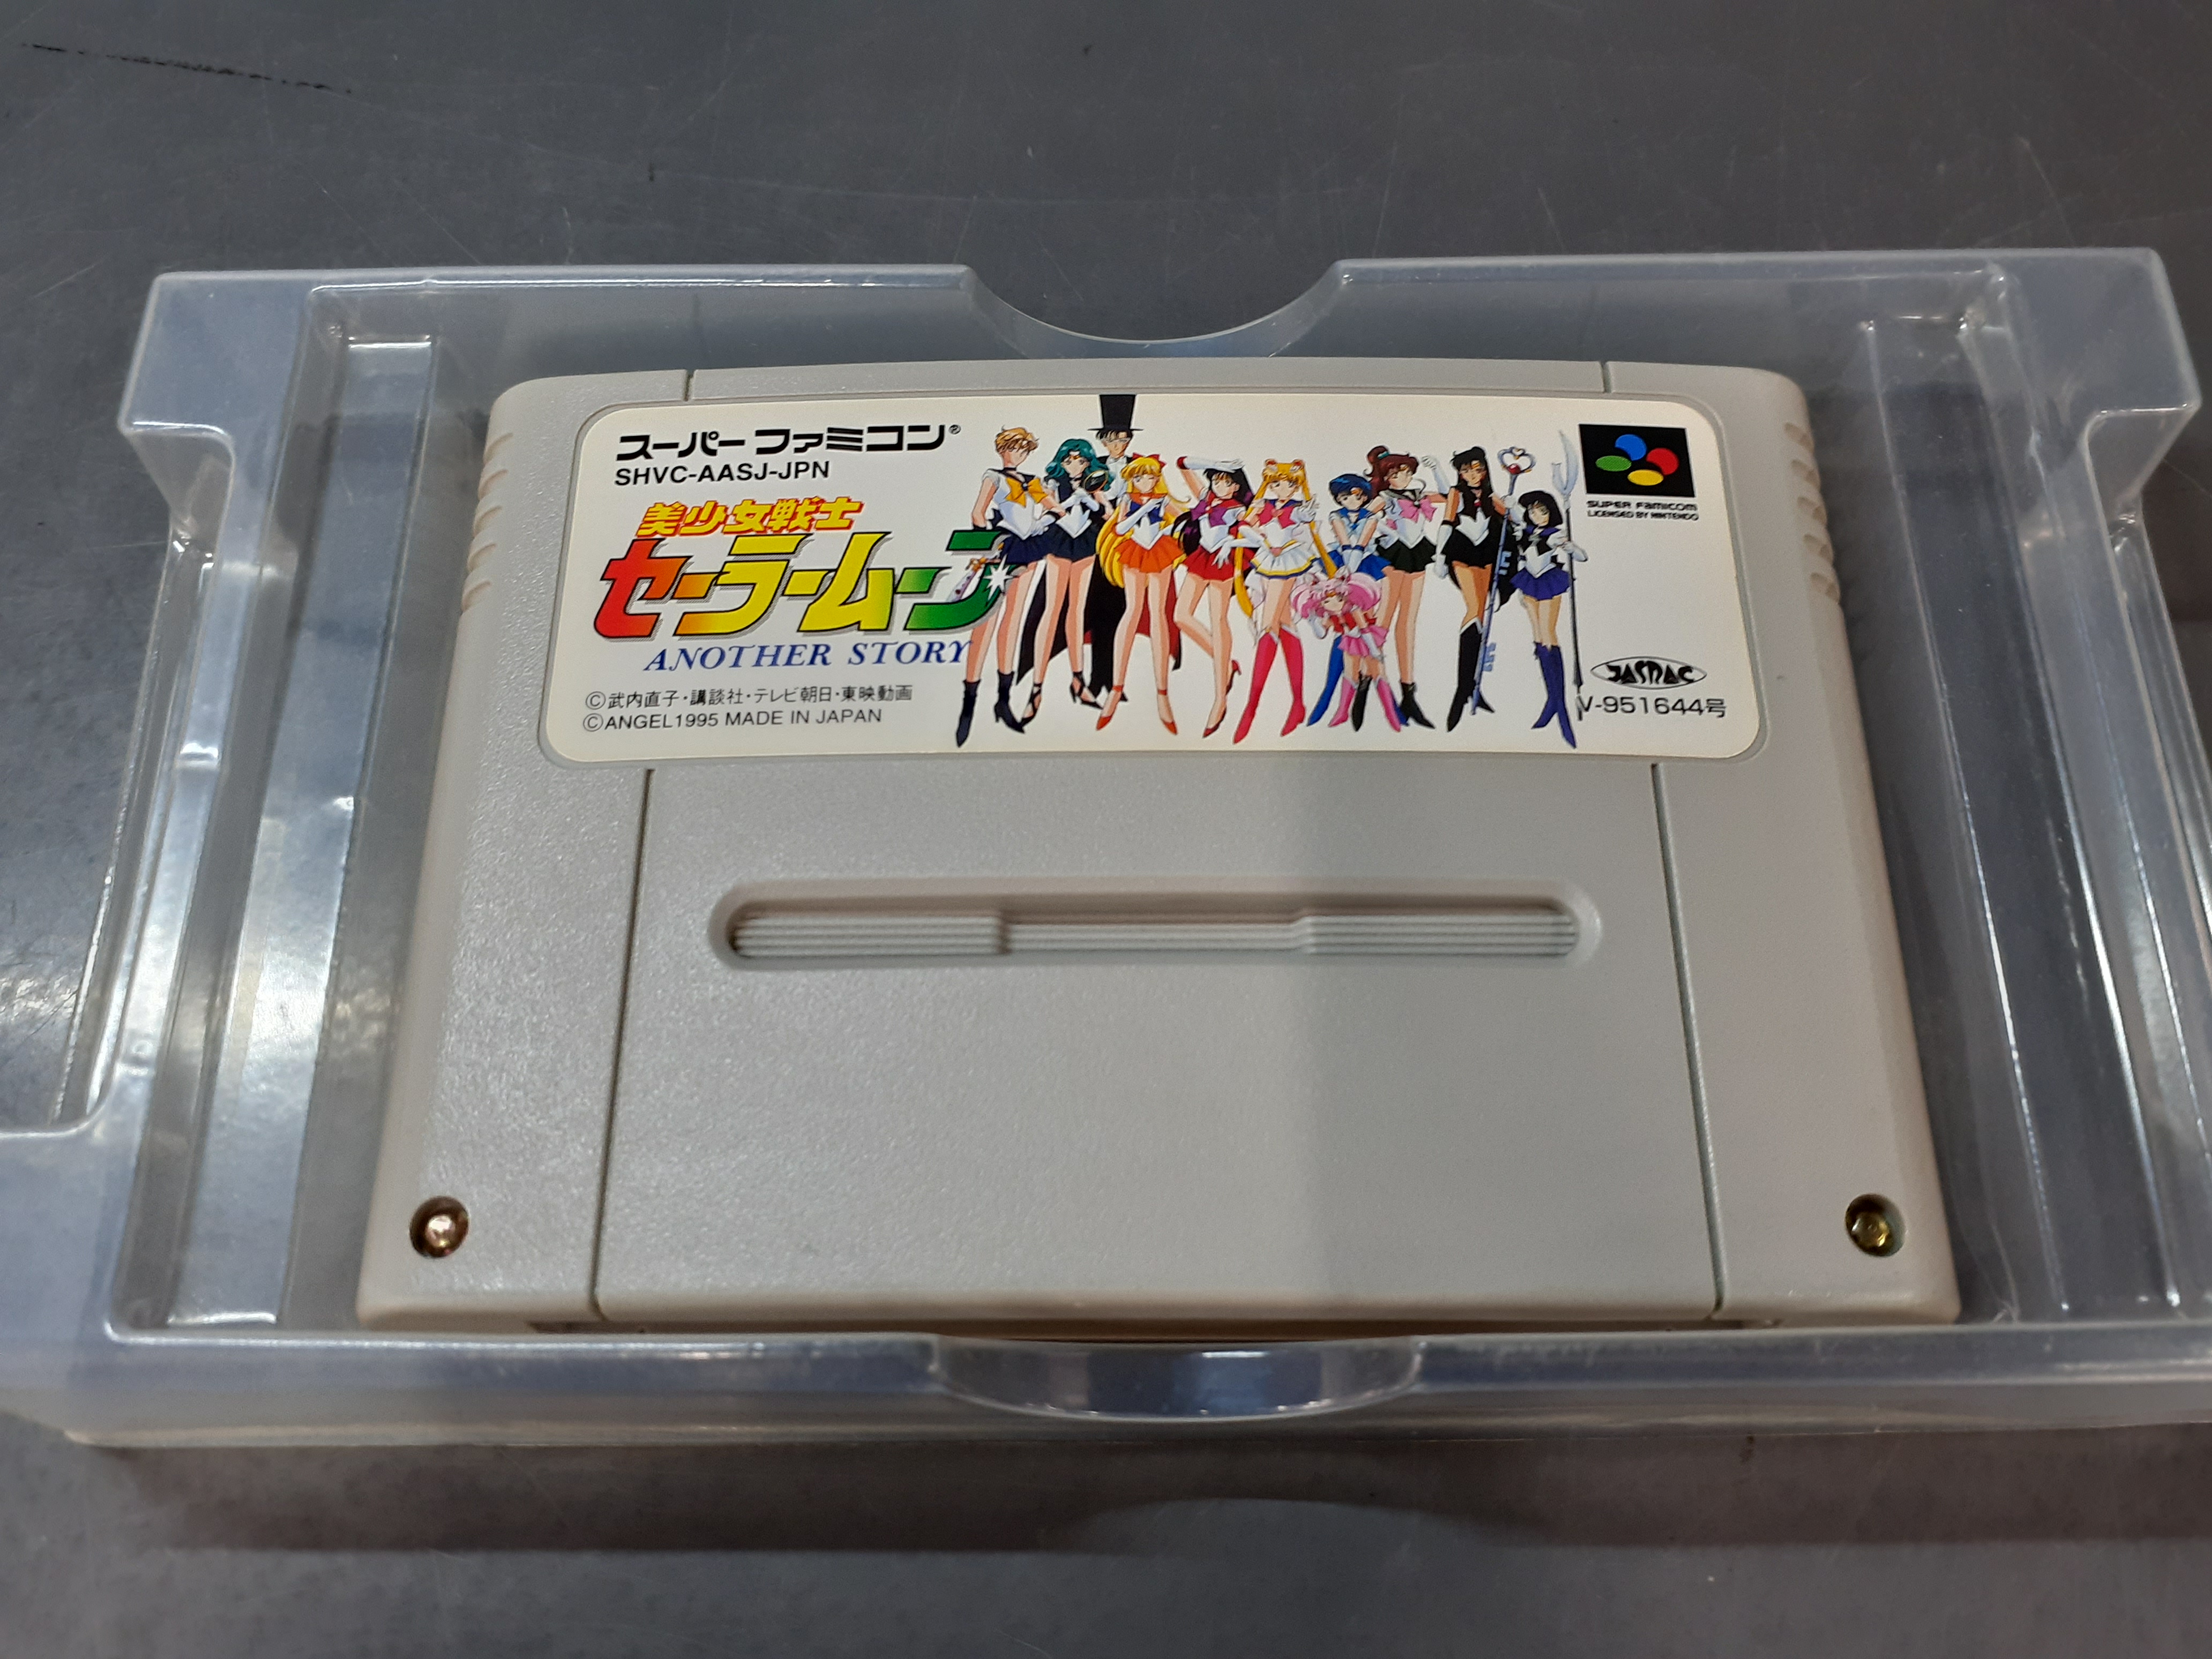 スーパー ファミコン®
SHVC-AASJ-JPN
美少女戦士
セーラームーン
ANOTHER STORY
©武内直子・講談社・テレビ朝日・東映動画
©ANGEL1995 MADE IN JAPAN
SUPER FAMICOM
LICENSED BY NINTENDO
JASRAC
V-951644号